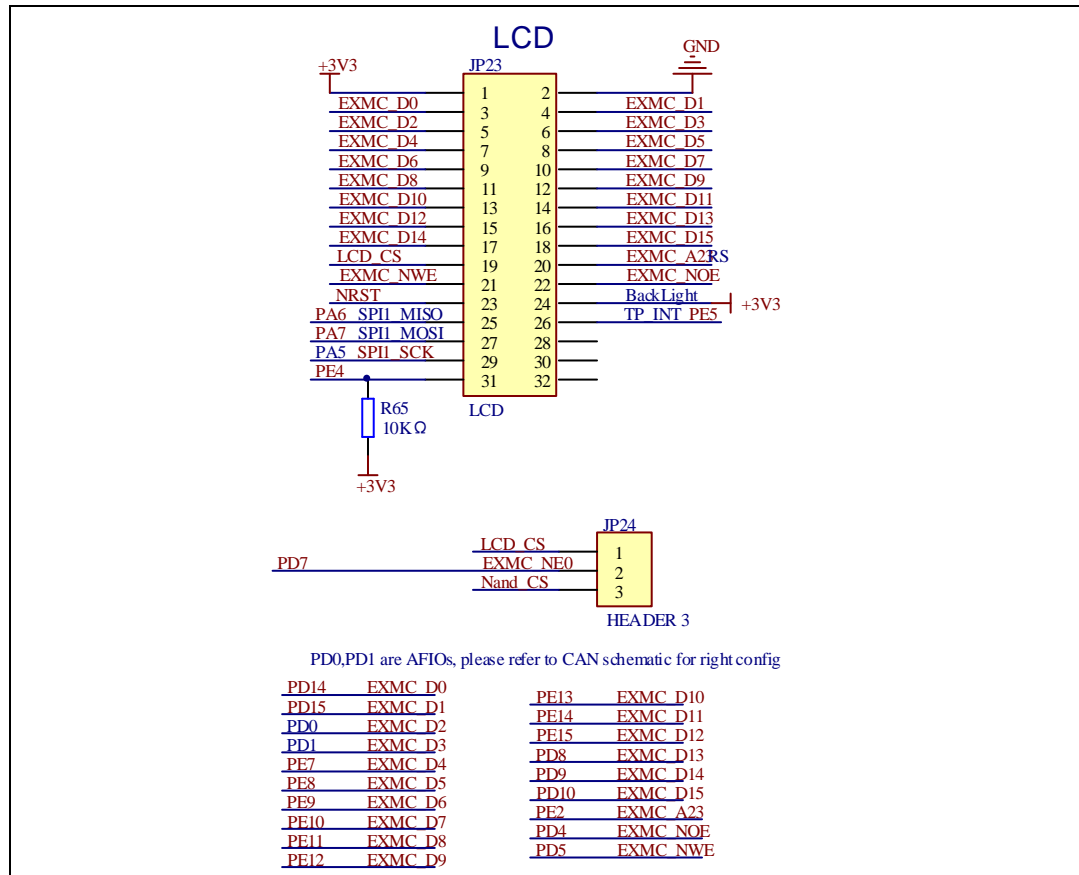 LCD
JP23
+3V3
GND
1 2
EXMC_D0 3 4 EXMC_D1
EXMC_D2 5 6 EXMC_D3
EXMC_D4 7 8 EXMC_D5
EXMC_D6 9 10 EXMC_D7
EXMC_D8 11 12 EXMC_D9
EXMC_D10 13 14 EXMC_D11
EXMC_D12 15 16 EXMC_D13
EXMC_D14 17 18 EXMC_D15
LCD_CS 19 20 EXMC_A23 RS
EXMC_NWE 21 22 EXMC_NOE
NRST 23 24 BackLight +3V3
PA6 SPI1_MISO 25 26 TP_INT PE5
PA7 SPI1_MOSI 27 28
PA5 SPI1_SCK 29 30
PE4 31 32
LCD
R65
10KΩ
+3V3
JP24
LCD_CS 1
PD7 EXMC_NE0 2
Nand_CS 3
HEADER 3
PD0,PD1 are AFIOs, please refer to CAN schematic for right config
PD14 EXMC_D0
PD15 EXMC_D1
PD0 EXMC_D2
PD1 EXMC_D3
PE7 EXMC_D4
PE8 EXMC_D5
PE9 EXMC_D6
PE10 EXMC_D7
PE11 EXMC_D8
PE12 EXMC_D9
PE13 EXMC_D10
PE14 EXMC_D11
PE15 EXMC_D12
PD8 EXMC_D13
PD9 EXMC_D14
PD10 EXMC_D15
PE2 EXMC_A23
PD4 EXMC_NOE
PD5 EXMC_NWE